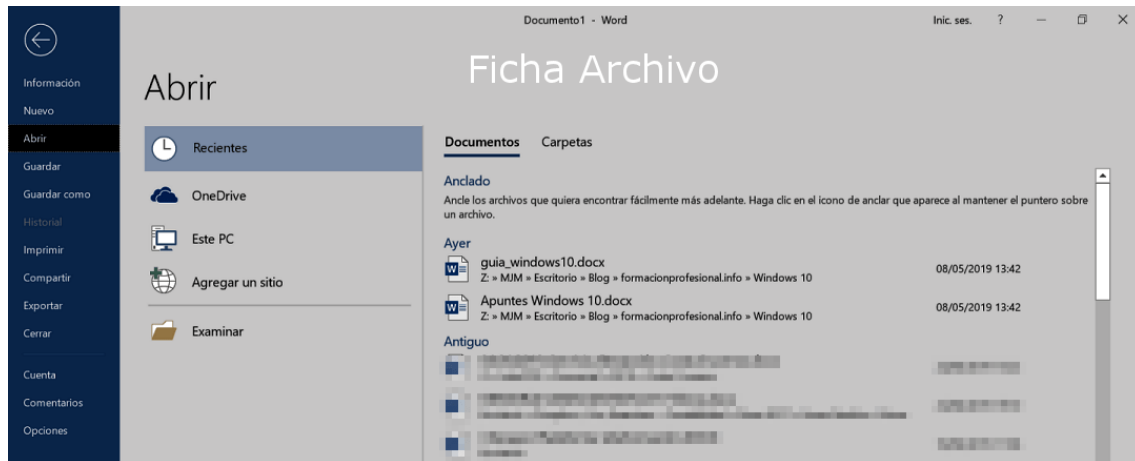 Documento1 - Word
Inic. ses. ?
Ficha Archivo
Información
Nuevo
Abrir
Guardar
Guardar como
Historial
Imprimir
Compartir
Exportar
Cerrar
Cuenta
Comentarios
Opciones
Abrir
Recientes
OneDrive
Este PC
Agregar un sitio
Examinar
Documentos Carpetas
Anclado
Ancle los archivos que quiera encontrar fácilmente más adelante. Haga clic en el icono de anclar que aparece al mantener el puntero sobre
un archivo.
Ayer
guia_windows10.docx
Z: » MJM » Escritorio » Blog » formacionprofesional.info » Windows 10
08/05/2019 13:42
Apuntes Windows 10.docx
Z: » MJM » Escritorio » Blog » formacionprofesional.info » Windows 10
08/05/2019 13:42
Antiguo